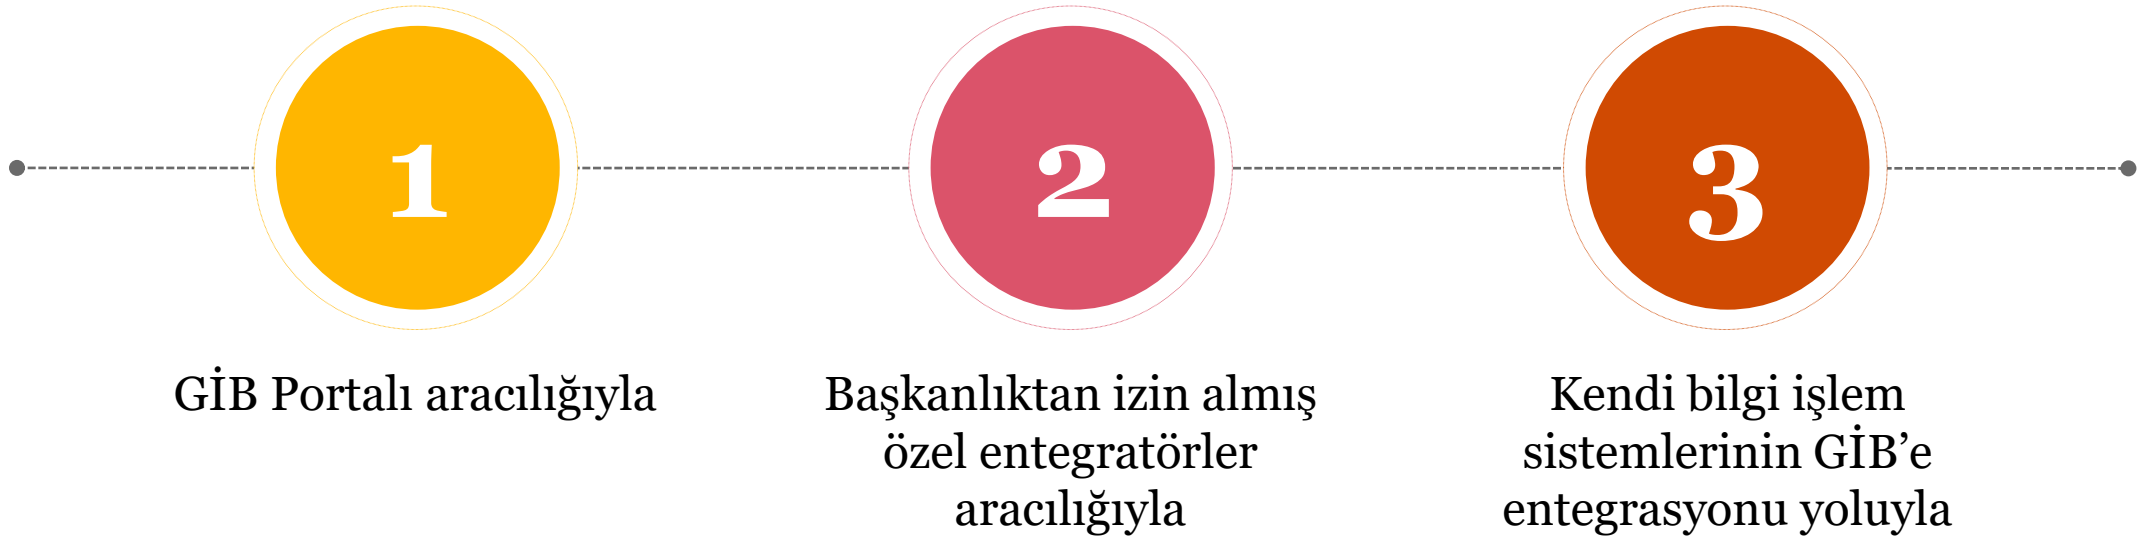 1
2
3
GİB Portalı aracılığıyla
Başkanlıktan izin almış
özel entegratörler
aracılığıyla
Kendi bilgi işlem
sistemlerinin GİB’e
entegrasyonu yoluyla